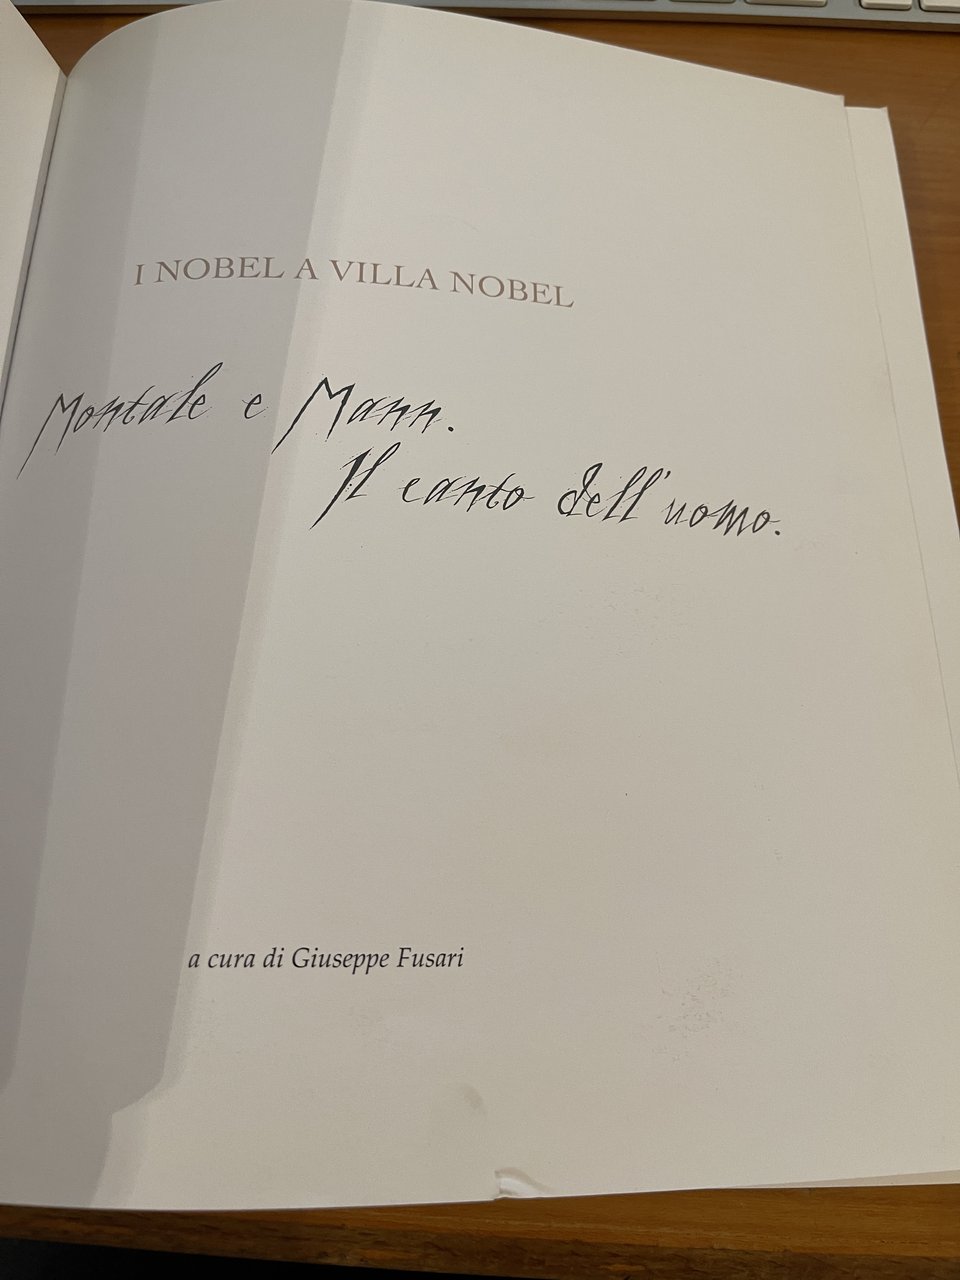 I NOBEL A VILLA NOBEL
Montale e Mann.
Il canto dell'uomo.
a cura di Giuseppe Fusari